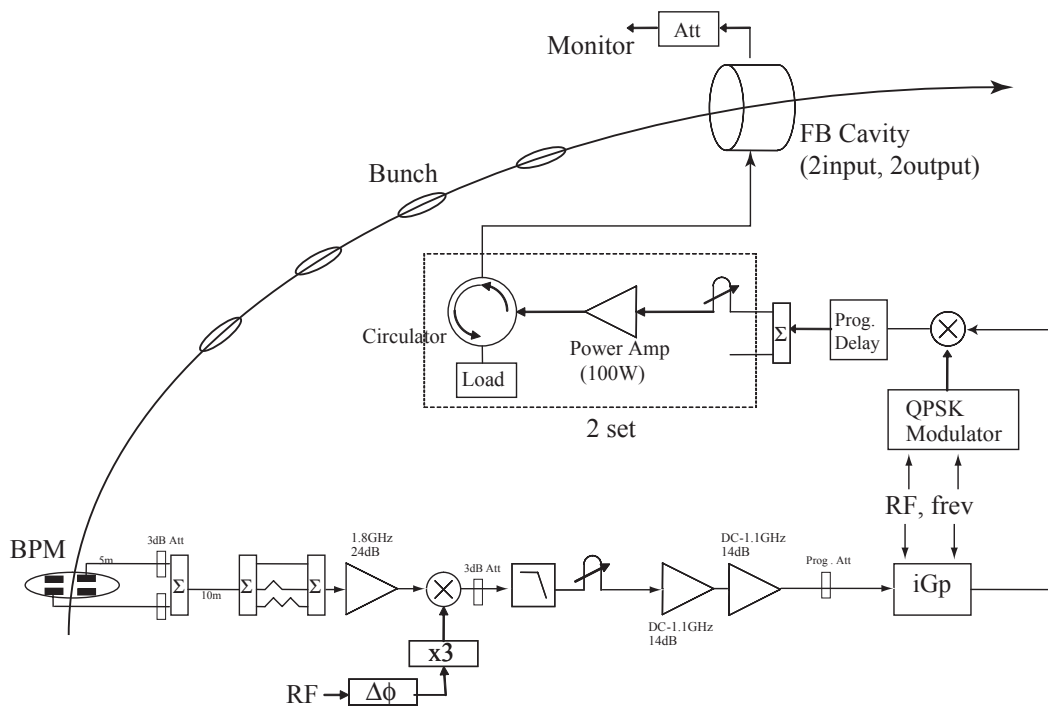 Att
Monitor
FB Cavity
(2input, 2output)
Bunch
Circulator
Load
Power Amp
(100W)
Σ
Prog.
Delay
2 set
QPSK
Modulator
RF, frev
BPM
5m
3dB Att
Σ
10m
Σ
Σ
1.8GHz
24dB
3dB Att
DC-1.1GHz
14dB
DC-1.1GHz
14dB
Prog . Att
iGp
x3
RF
Δϕ